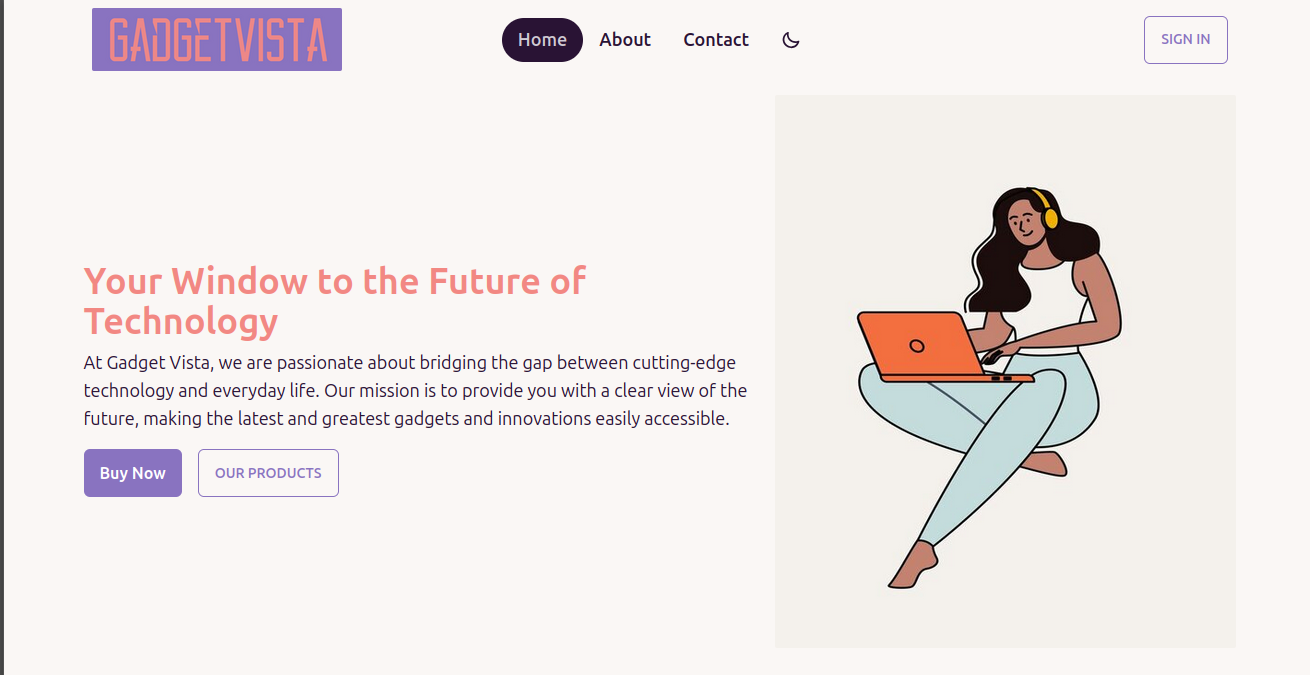 GADGETVISTA
Home About Contact
SIGN IN
Your Window to the Future of
Technology
At Gadget Vista, we are passionate about bridging the gap between cutting-edge
technology and everyday life. Our mission is to provide you with a clear view of the
future, making the latest and greatest gadgets and innovations easily accessible.
Buy Now
OUR PRODUCTS